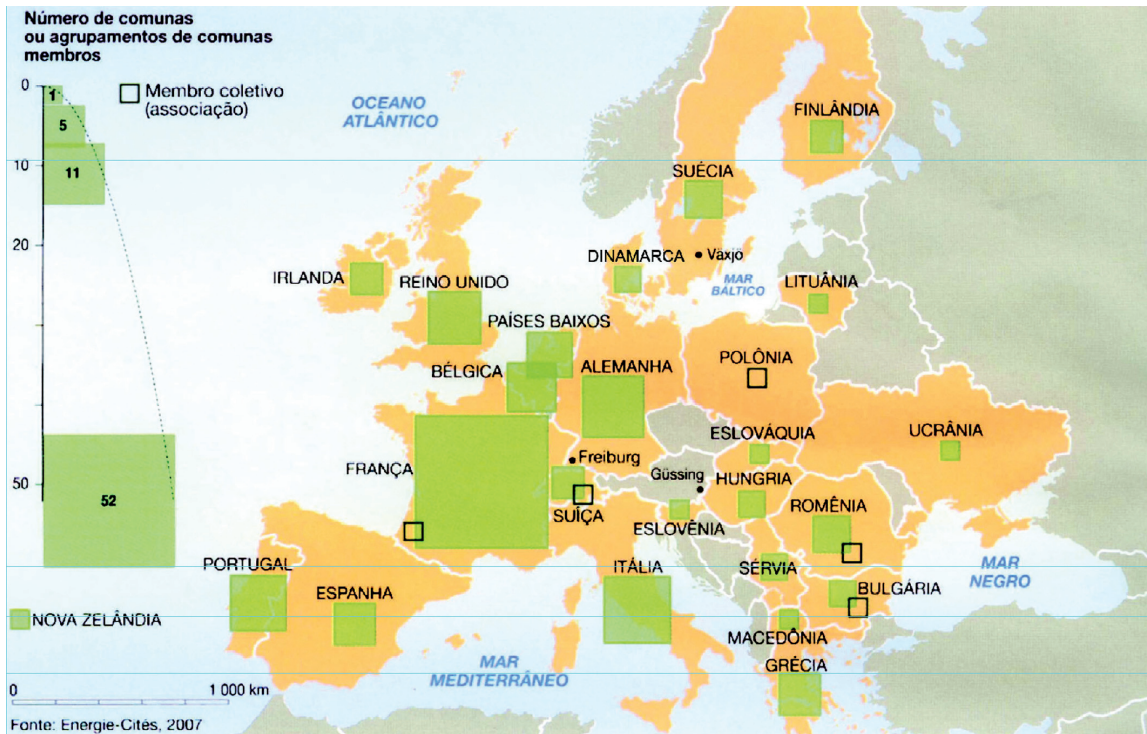 Número de comunas
ou agrupamentos de comunas
membros
0
1
5
10
11
20
50
52
Membro coletivo
(associação)
OCEANO
ATLÂNTICO
FINLÂNDIA
SUÉCIA
DINAMARCA
Växjö
MAR
BÁLTICO
LITUÂNIA
IRLANDA
REINO UNIDO
PAÍSES BAIXOS
BÉLGICA
ALEMANHA
POLÔNIA
ESLOVÁQUIA
UCRÂNIA
FRANÇA
Freiburg
Güssing
HUNGRIA
SUÍÇA
ESLOVÊNIA
ROMÊNIA
PORTUGAL
ESPANHA
ITÁLIA
SÉRVIA
BULGÁRIA
MAR
NEGRO
NOVA ZELÂNDIA
MACEDÔNIA
GRÉCIA
MAR
MEDITERRÂNEO
0 1 000 km
Fonte: Energie-Cités, 2007